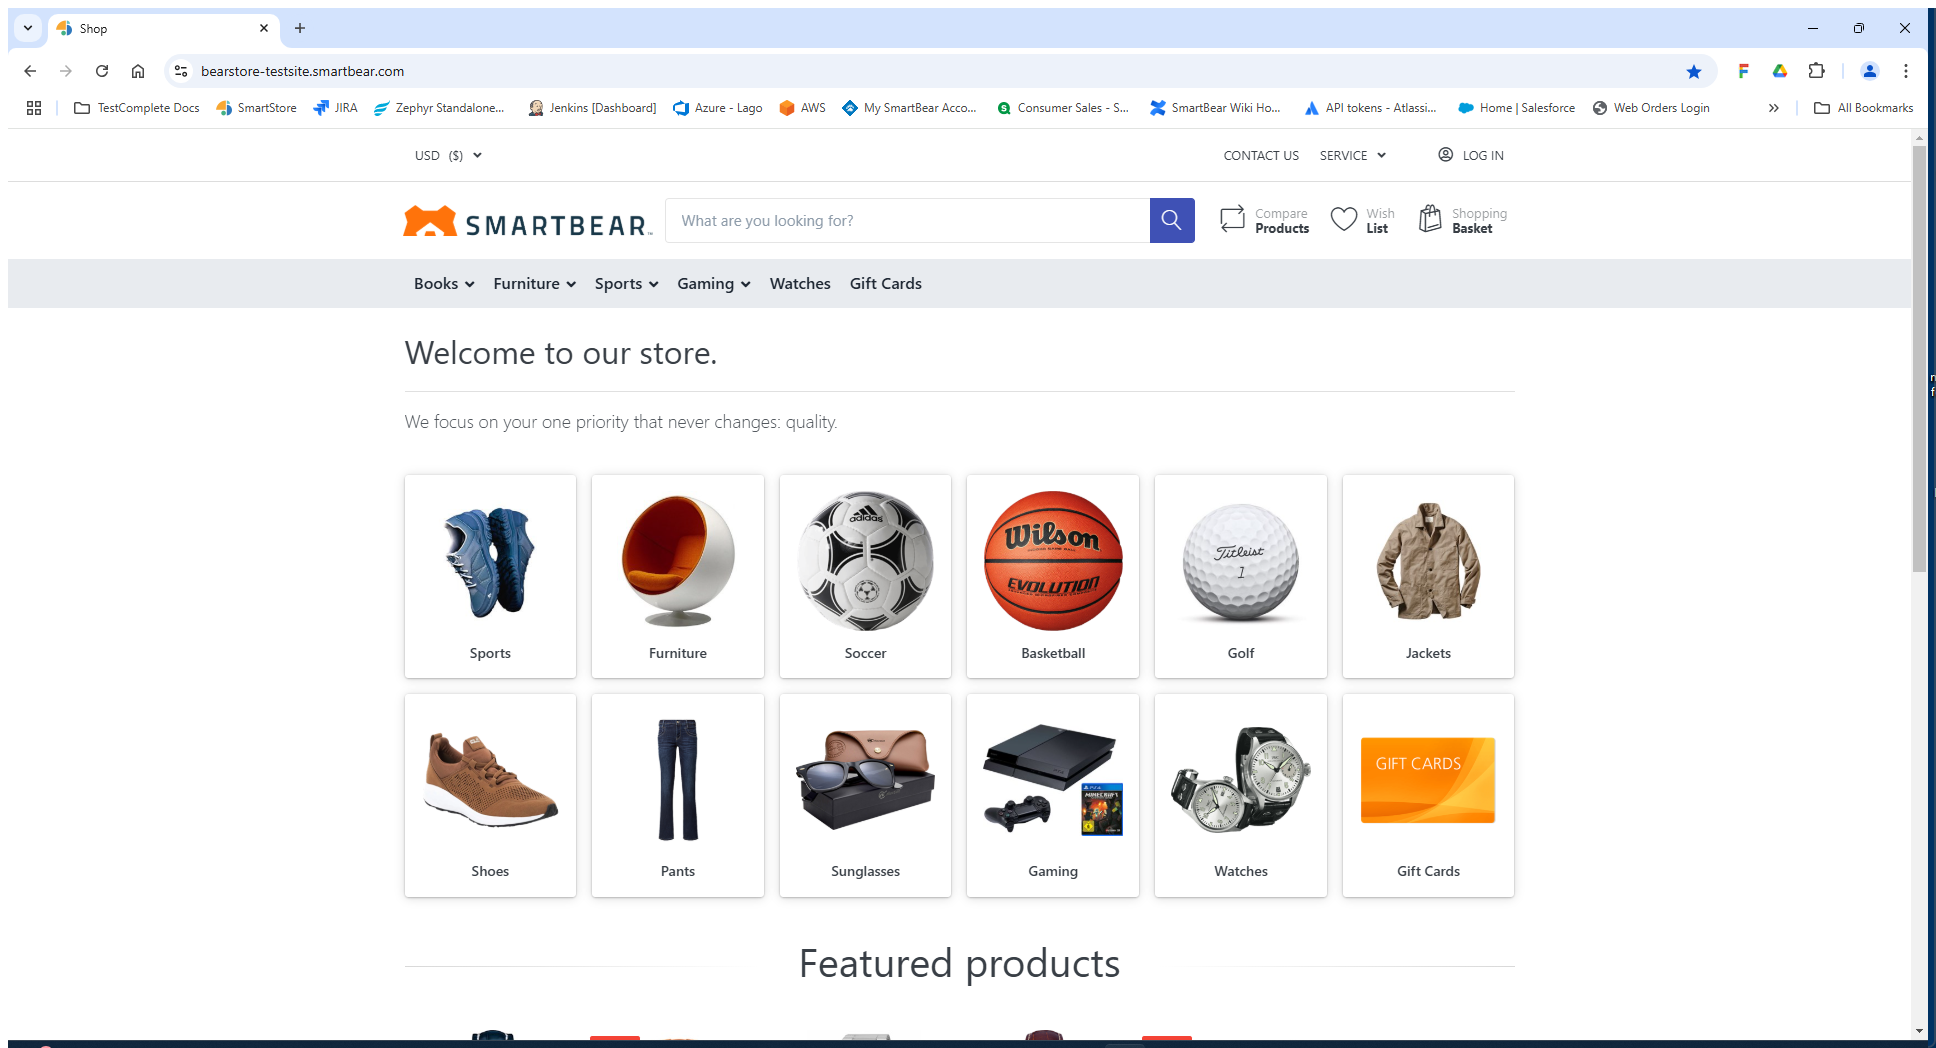 Shop
bearstore-testsite.smartbear.com
TestComplete Docs
SmartStore
JIRA
Zephyr Standalone...
Jenkins [Dashboard]
Azure - Lago
AWS
My SmartBear Acco...
Consumer Sales - S...
SmartBear Wiki Ho...
API tokens - Atlassi...
Home | Salesforce
Web Orders Login
All Bookmarks
USD ($)
CONTACT US
SERVICE
LOG IN
SMARTBEAR
What are you looking for?
Compare
Products
Wish
List
Shopping
Basket
Books
Furniture
Sports
Gaming
Watches
Gift Cards
Welcome to our store.
We focus on your one priority that never changes: quality.
adidas
Wilson
EVOLUTION
Titleist
1
Sports
Furniture
Soccer
Basketball
Golf
Jackets
MINECRAFT
GIFT CARDS
Shoes
Pants
Sunglasses
Gaming
Watches
Gift Cards
Featured products